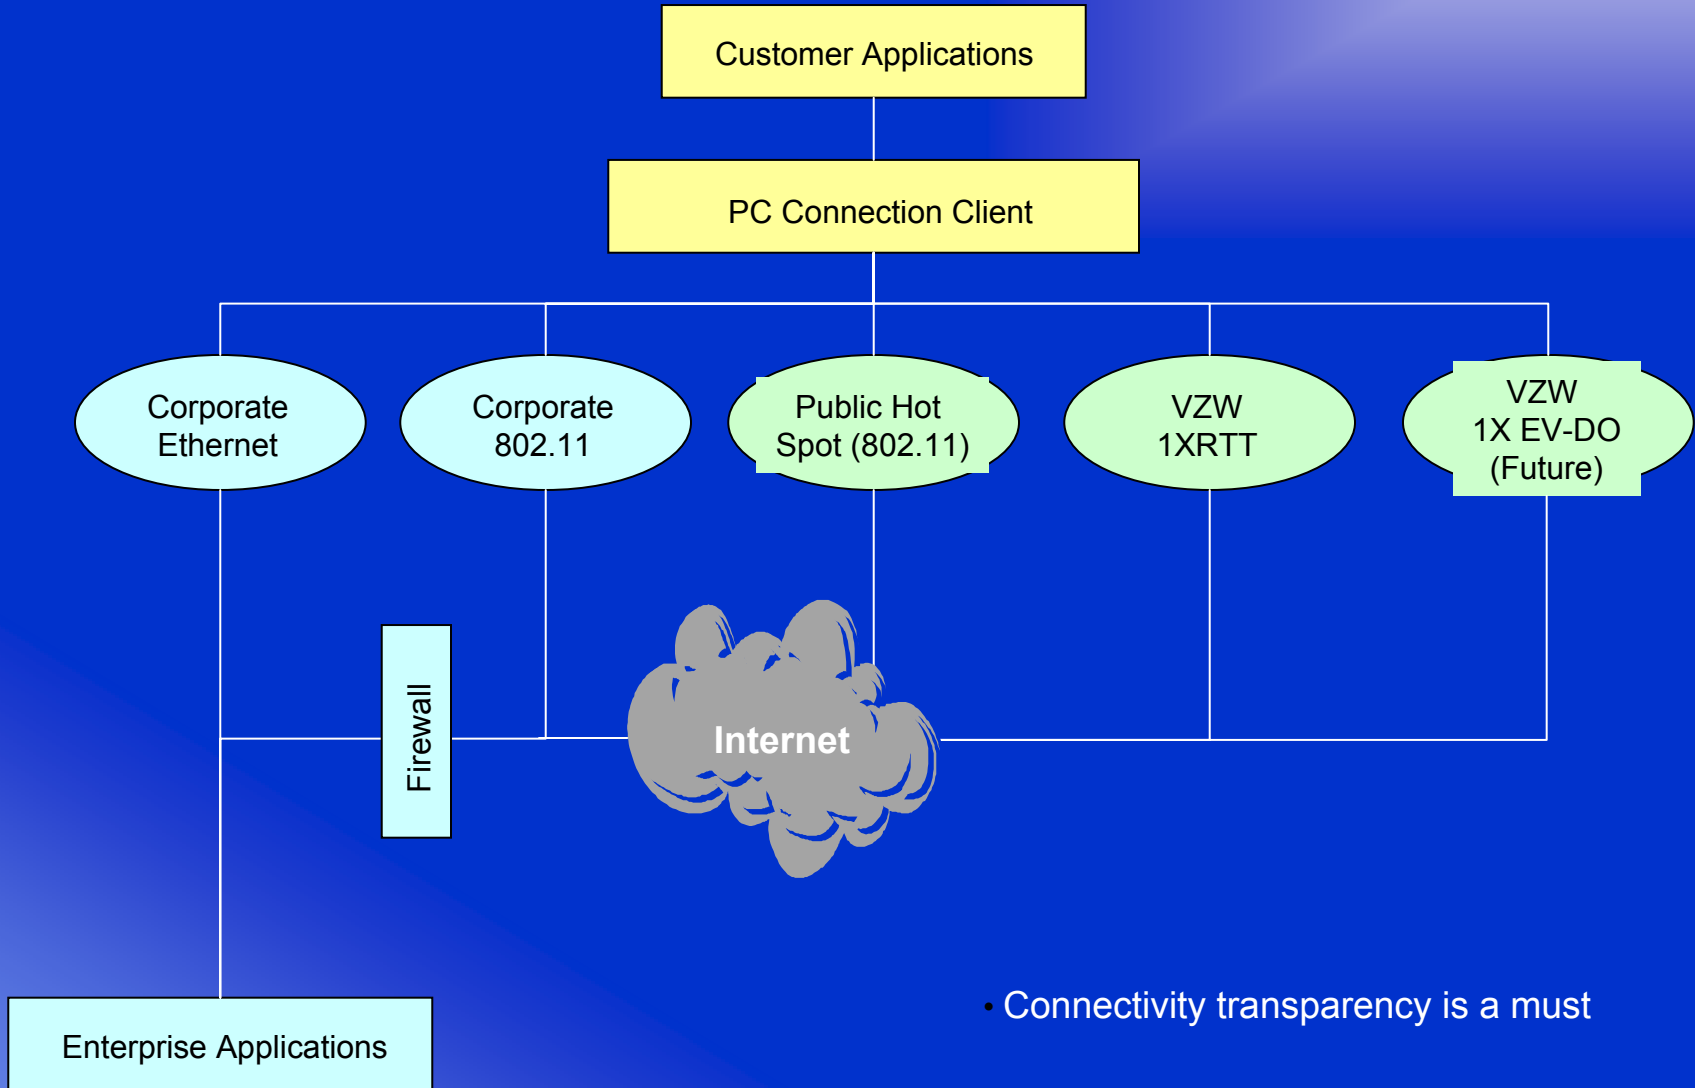 Customer Applications
PC Connection Client
Corporate
Ethernet
Corporate
802.11
Public Hot
Spot (802.11)
VZW
1XRTT
VZW
1X EV-DO
(Future)
Firewall
Internet
• Connectivity transparency is a must
Enterprise Applications